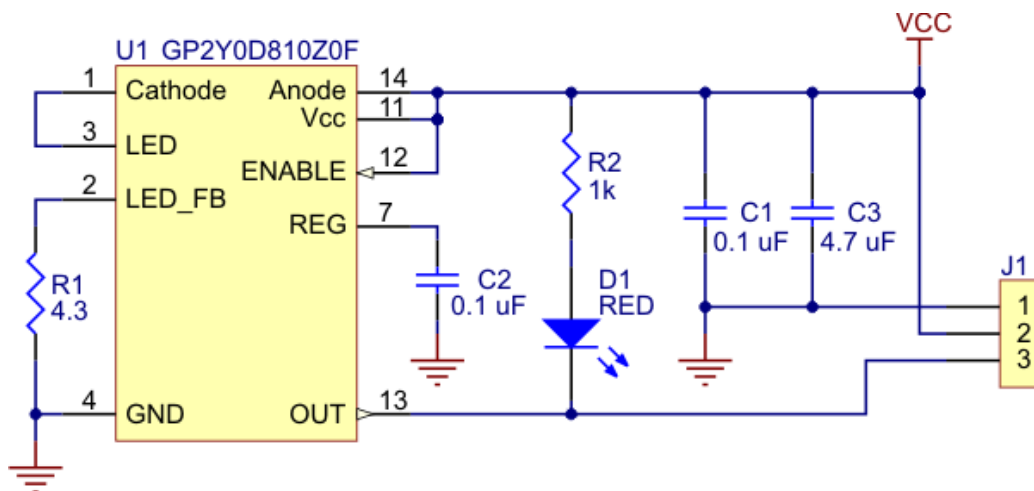 VCC
U1 GP2Y0D810Z0F
1 Cathode Anode 14
Vcc 11
3 LED
ENABLE 12
2 LED_FB
REG 7
R2
1k
C1
0.1 uF
C3
4.7 uF
R1
4.3
C2
0.1 uF
D1
RED
J1
1
2
3
4 GND OUT 13